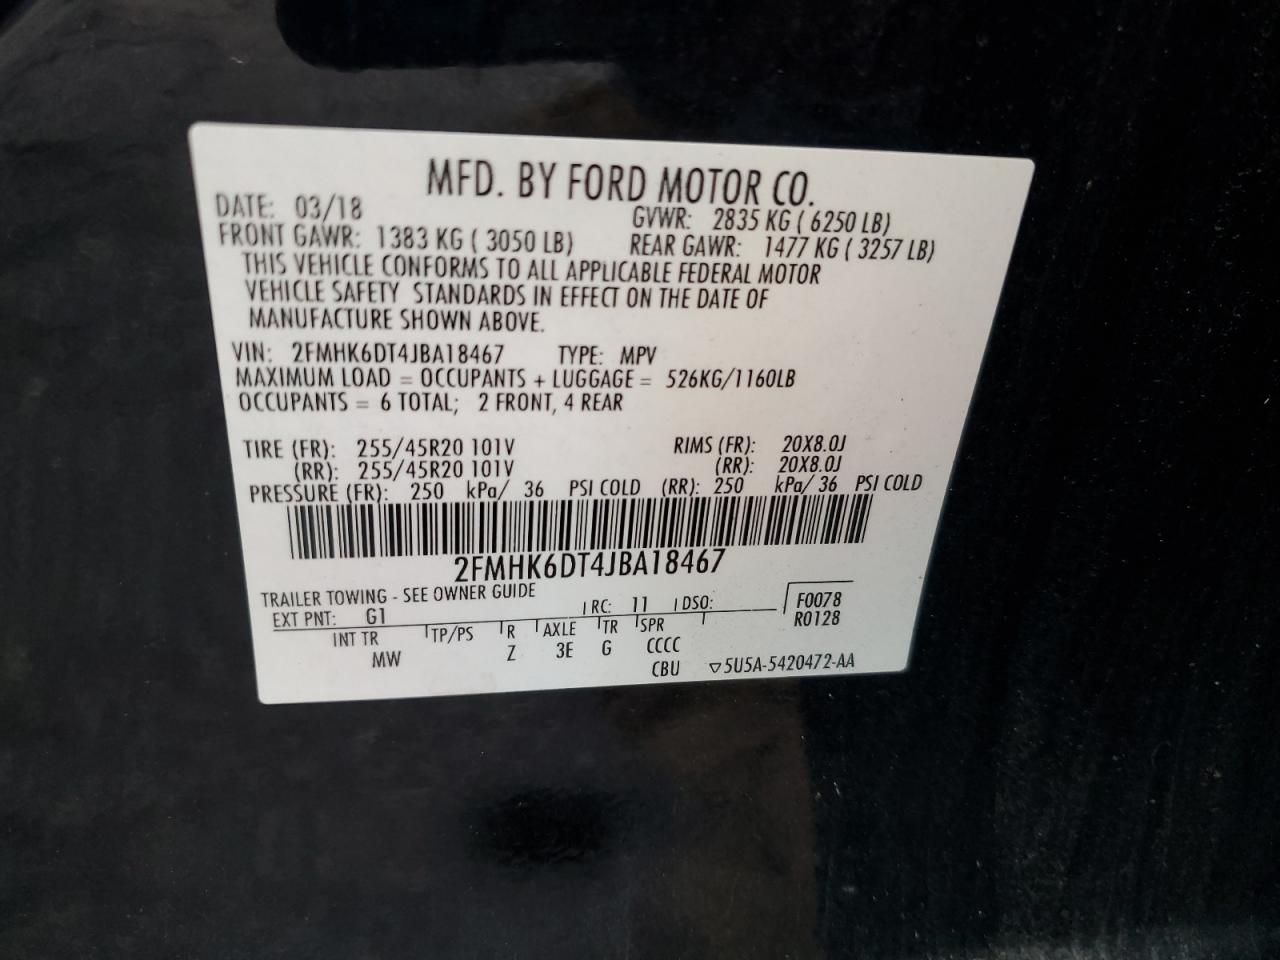 MFD. BY FORD MOTOR CO.
DATE: 03/18 GVWR: 2835 KG ( 6250 LB)
FRONT GAWR: 1383 KG ( 3050 LB) REAR GAWR: 1477 KG ( 3257 LB)
THIS VEHICLE CONFORMS TO ALL APPLICABLE FEDERAL MOTOR
VEHICLE SAFETY STANDARDS IN EFFECT ON THE DATE OF
MANUFACTURE SHOWN ABOVE.
VIN: 2FMHK6DT4JBA18467 TYPE: MPV
MAXIMUM LOAD = OCCUPANTS + LUGGAGE = 526KG/1160LB
OCCUPANTS = 6 TOTAL; 2 FRONT, 4 REAR
TIRE (FR): 255/45R20 101V RIMS (FR): 20X8.0J
(RR): 255/45R20 101V (RR): 20X8.0J
PRESSURE (FR): 250 kPa/ 36 PSI COLD (RR): 250 kPa/ 36 PSI COLD
2FMHK6DT4JBA18467
TRAILER TOWING - SEE OWNER GUIDE
EXT PNT: G1 RC: 11 DSO: F0078
R0128
INT TR TP/PS R AXLE TR SPR
MW Z 3E G CCCC
CBU ▽5U5A-5420472-AA